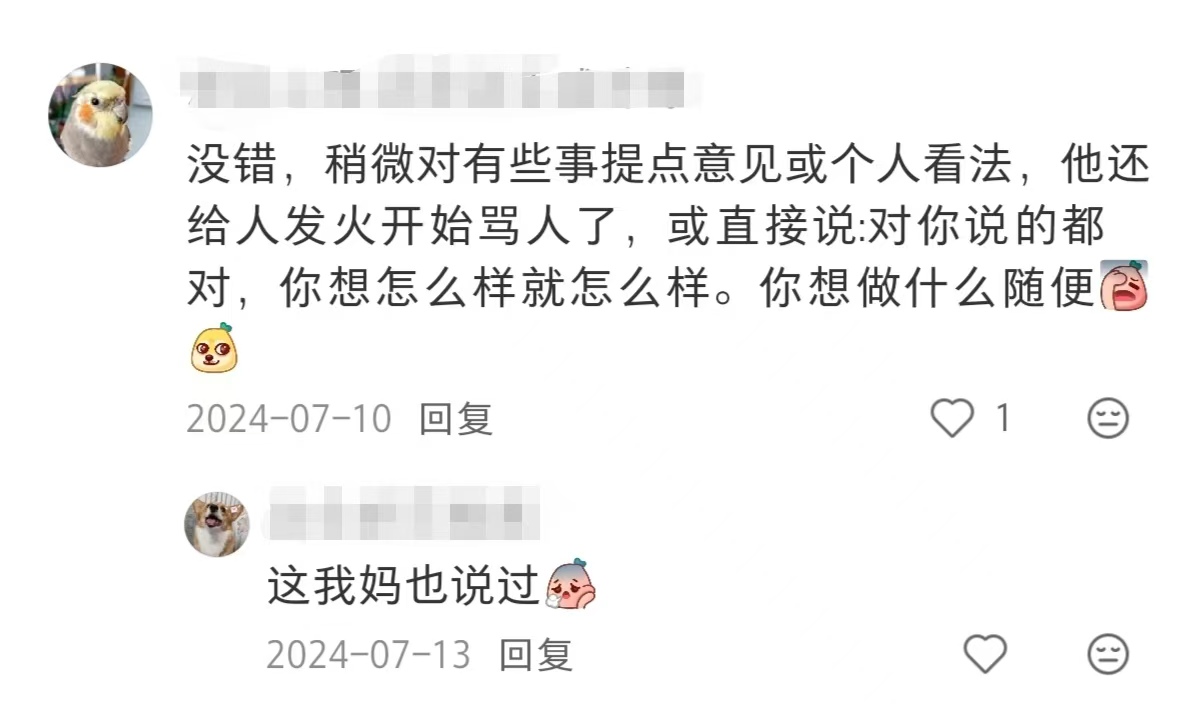 没错，稍微对有些事提点意见或个人看法，他还
给人发火开始骂人了，或直接说:对你说的都
对，你想怎么样就怎么样。你想做什么随便
2024-07-10 回复 1
这我妈也说过
2024-07-13 回复